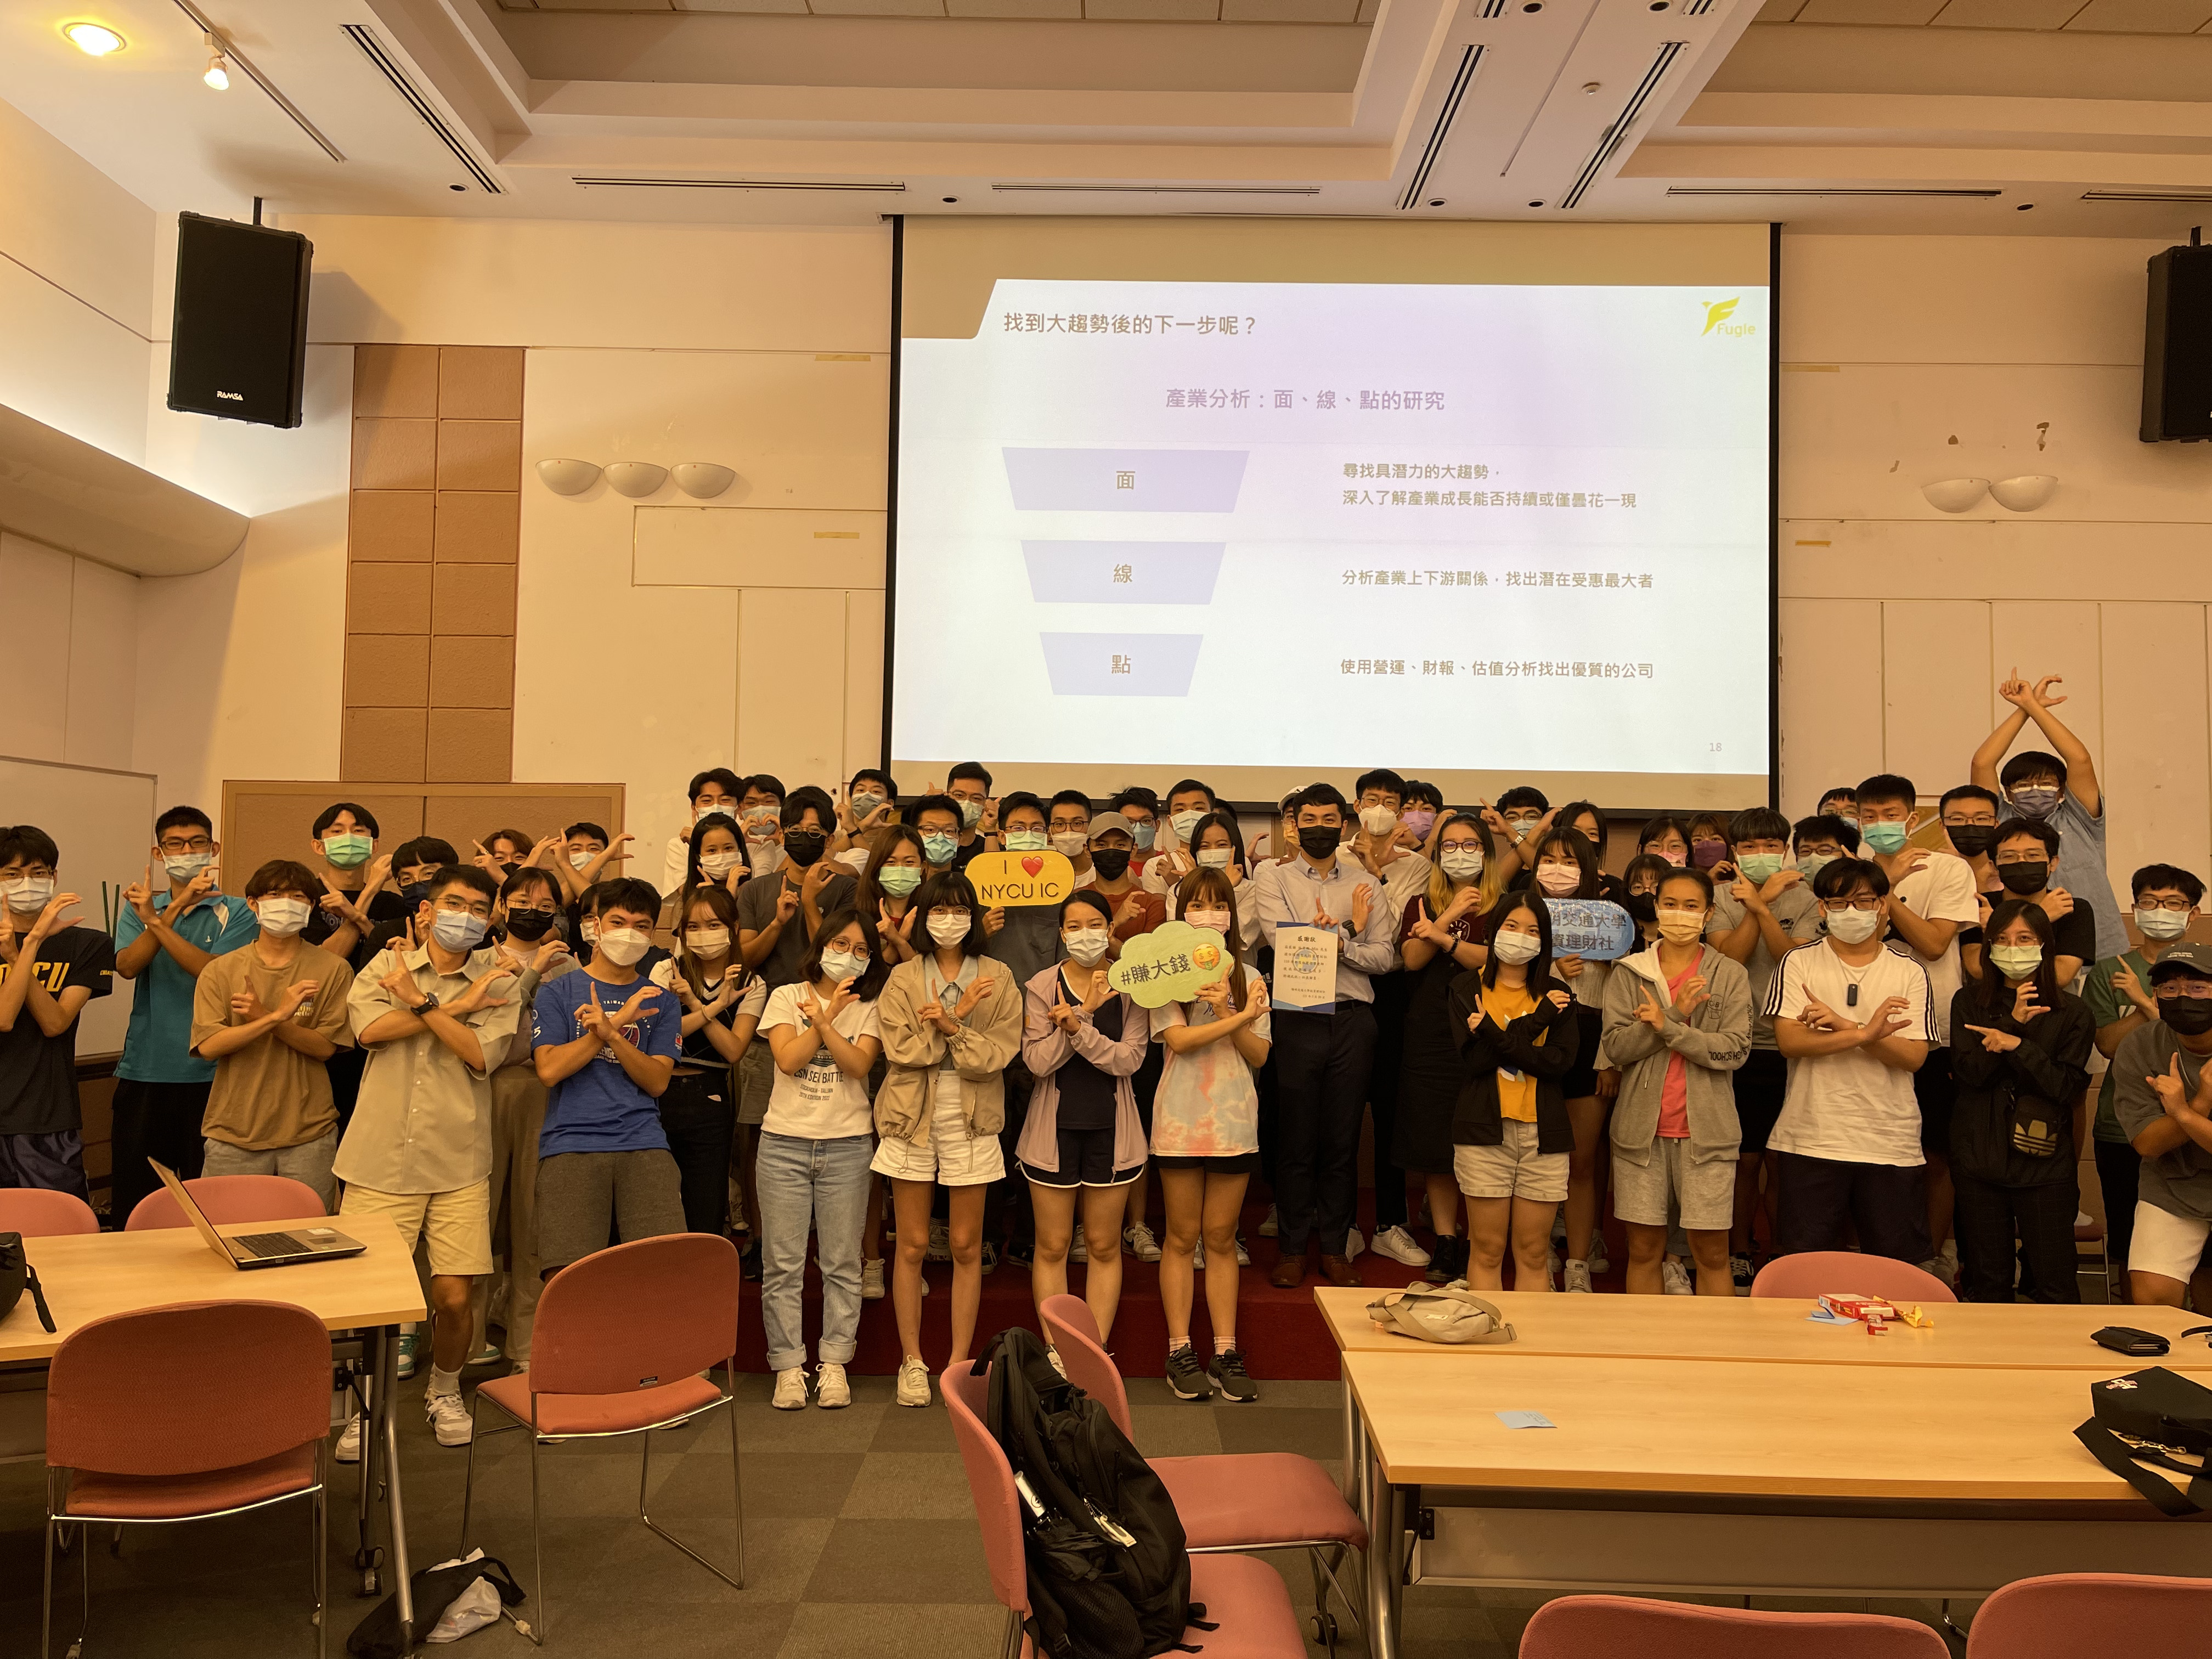 找到大趨勢後的下一步呢？
Fugle
產業分析：面、線、點的研究
面
尋找具潛力的大趨勢，
深入了解產業成長能否持續或僅曇花一現
線
分析產業上下游關係，找出潛在受惠最大者
點
使用營運、財報、估值分析找出優質的公司
18
RAMSA
I ❤️
NYCU IC
#賺大錢 🤑
感謝狀
交通大學
資理財社